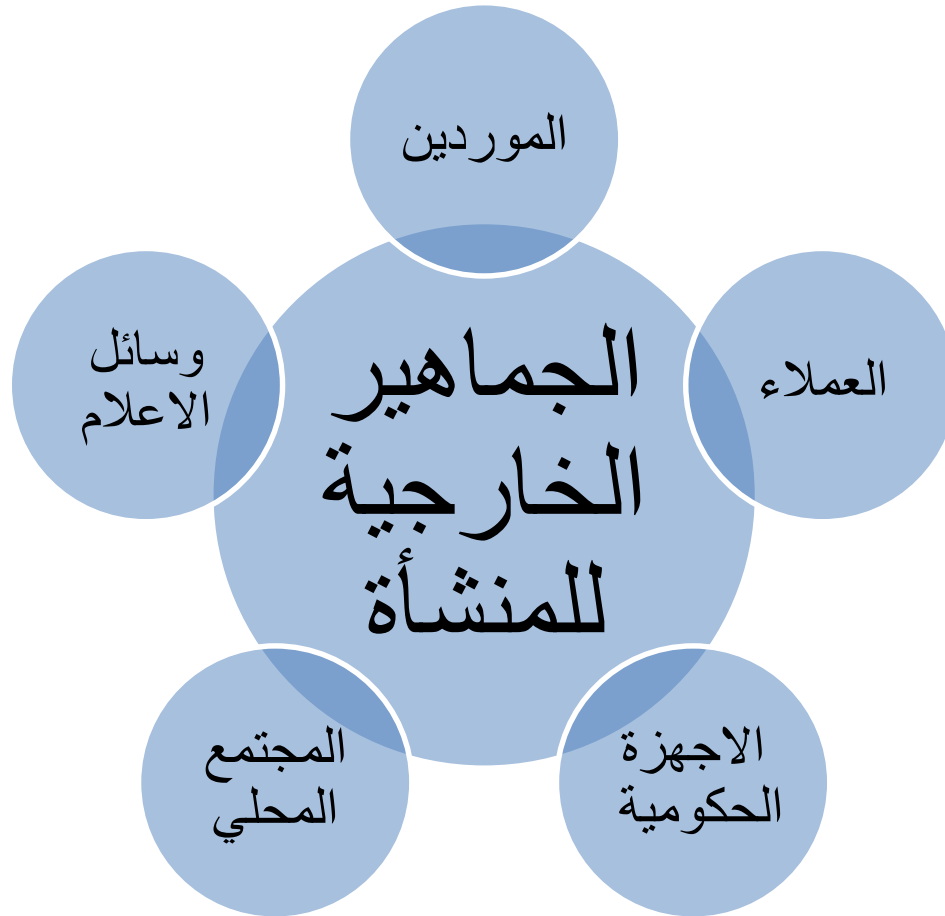 الموردين
العملاء
وسائل
الاعلام
الجماهير
الخارجية
للمنشأة
الاجهزة
الحكومية
المجتمع
المحلي